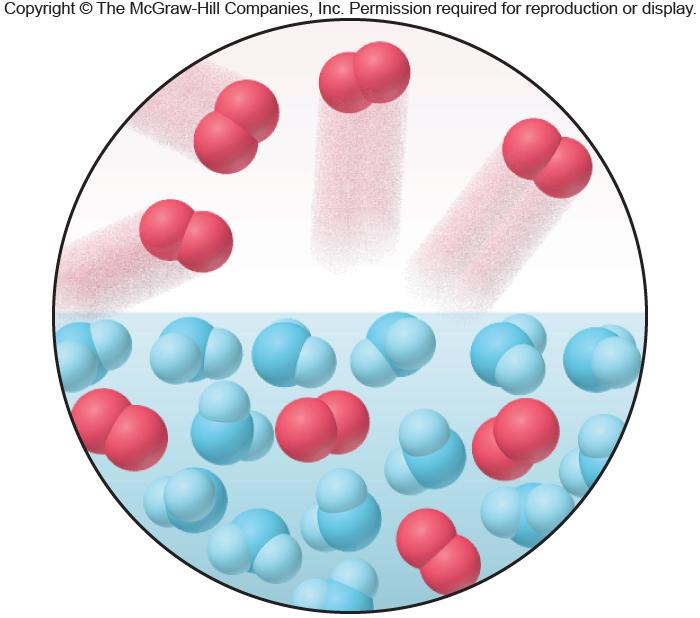 Copyright © The McGraw-Hill Companies, Inc. Permission required for reproduction or display.